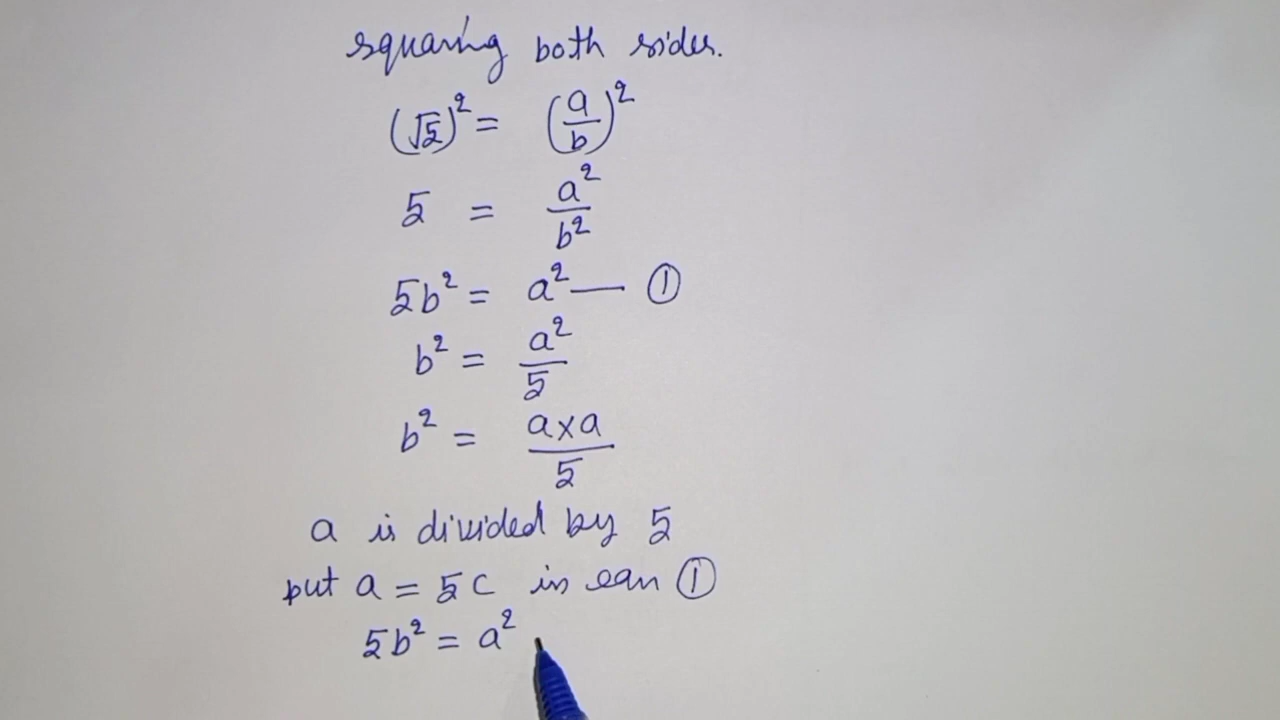 squaring both sides.
(√5)² = (a/b)²
5 = a²/b²
5b² = a² — ①
b² = a²/5
b² = a×a/5
a is divided by 5
put a = 5c in eqn ①
5b² = a²